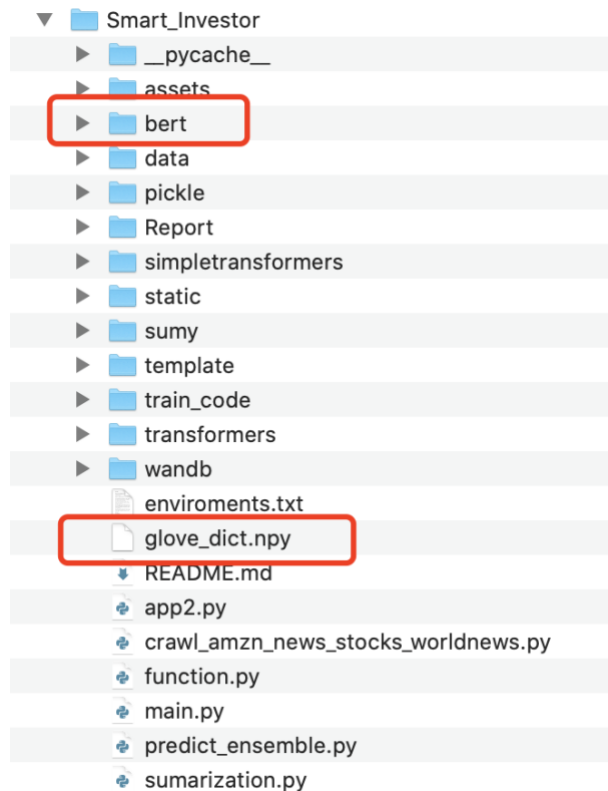 Smart_Investor
__pycache__
assets
bert
data
pickle
Report
simpletransformers
static
sumy
template
train_code
transformers
wandb
enviroments.txt
glove_dict.npy
README.md
app2.py
crawl_amzn_news_stocks_worldnews.py
function.py
main.py
predict_ensemble.py
sumarization.py